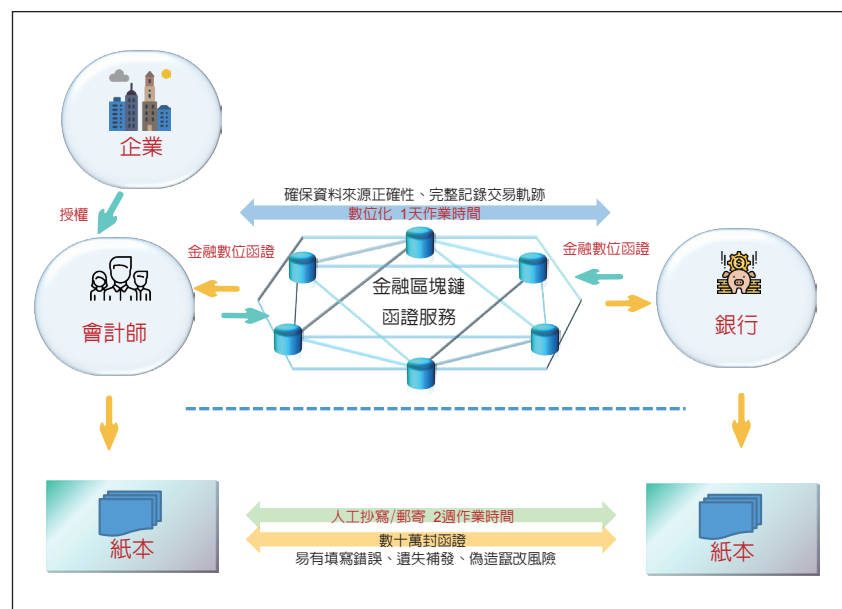 企業
授權
確保資料來源正確性、完整記錄交易軌跡
數位化 1天作業時間
金融數位函證
金融數位函證
會計師
金融區塊鏈
函證服務
銀行
紙本
人工抄寫/郵寄 2週作業時間
數十萬封函證
易有填寫錯誤、遺失補發、偽造竄改風險
紙本